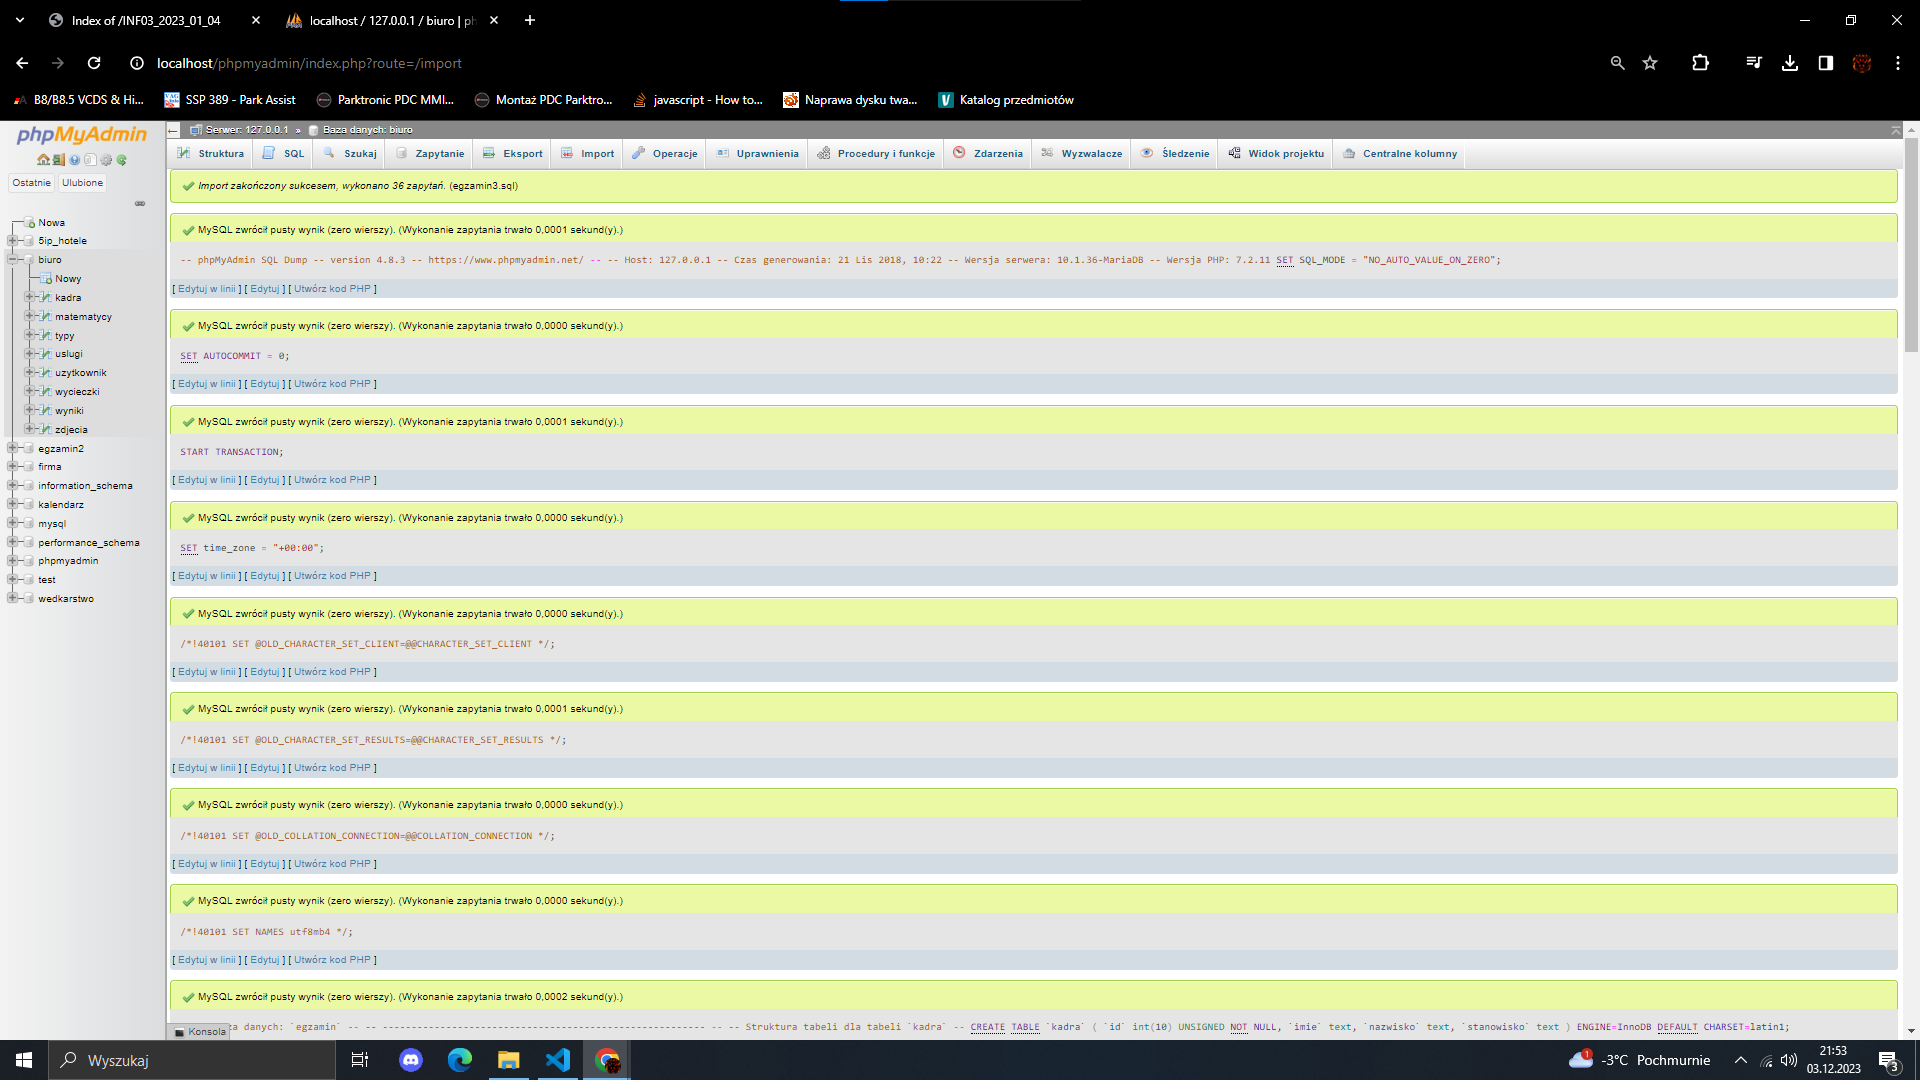 Index of /INF03_2023_01_04
localhost / 127.0.0.1 / biuro | ph
localhost/phpmyadmin/index.php?route=/import
B8/B8.5 VCDS & Hi...
SSP 389 - Park Assist
Parktronic PDC MMI...
Montaż PDC Parktro...
javascript - How to...
Naprawa dysku twa...
Katalog przedmiotów
phpMyAdmin
Ostatnie
Ulubione
Nowa
5ip_hotele
biuro
Nowy
kadra
matematycy
typy
uslugi
uzytkownik
wycieczki
wyniki
zdjecia
egzamin2
firma
information_schema
kalendarz
mysql
performance_schema
phpmyadmin
test
wedkarstwo
Serwer: 127.0.0.1 » Baza danych: biuro
Struktura
SQL
Szukaj
Zapytanie
Eksport
Import
Operacje
Uprawnienia
Procedury i funkcje
Zdarzenia
Wyzwalacze
Śledzenie
Widok projektu
Centralne kolumny
Import zakończony sukcesem, wykonano 36 zapytań. (egzamin3.sql)
MySQL zwrócił pusty wynik (zero wierszy). (Wykonanie zapytania trwało 0,0001 sekund(y).)
-- phpMyAdmin SQL Dump -- version 4.8.3 -- https://www.phpmyadmin.net/ -- -- Host: 127.0.0.1 -- Czas generowania: 21 Lis 2018, 10:22 -- Wersja serwera: 10.1.36-MariaDB -- Wersja PHP: 7.2.11 SET SQL_MODE = "NO_AUTO_VALUE_ON_ZERO";
[ Edytuj w linii ] [ Edytuj ] [ Utwórz kod PHP ]
MySQL zwrócił pusty wynik (zero wierszy). (Wykonanie zapytania trwało 0,0000 sekund(y).)
SET AUTOCOMMIT = 0;
[ Edytuj w linii ] [ Edytuj ] [ Utwórz kod PHP ]
MySQL zwrócił pusty wynik (zero wierszy). (Wykonanie zapytania trwało 0,0001 sekund(y).)
START TRANSACTION;
[ Edytuj w linii ] [ Edytuj ] [ Utwórz kod PHP ]
MySQL zwrócił pusty wynik (zero wierszy). (Wykonanie zapytania trwało 0,0000 sekund(y).)
SET time_zone = "+00:00";
[ Edytuj w linii ] [ Edytuj ] [ Utwórz kod PHP ]
MySQL zwrócił pusty wynik (zero wierszy). (Wykonanie zapytania trwało 0,0000 sekund(y).)
/*!40101 SET @OLD_CHARACTER_SET_CLIENT=@@CHARACTER_SET_CLIENT */;
[ Edytuj w linii ] [ Edytuj ] [ Utwórz kod PHP ]
MySQL zwrócił pusty wynik (zero wierszy). (Wykonanie zapytania trwało 0,0001 sekund(y).)
/*!40101 SET @OLD_CHARACTER_SET_RESULTS=@@CHARACTER_SET_RESULTS */;
[ Edytuj w linii ] [ Edytuj ] [ Utwórz kod PHP ]
MySQL zwrócił pusty wynik (zero wierszy). (Wykonanie zapytania trwało 0,0000 sekund(y).)
/*!40101 SET @OLD_COLLATION_CONNECTION=@@COLLATION_CONNECTION */;
[ Edytuj w linii ] [ Edytuj ] [ Utwórz kod PHP ]
MySQL zwrócił pusty wynik (zero wierszy). (Wykonanie zapytania trwało 0,0000 sekund(y).)
/*!40101 SET NAMES utf8mb4 */;
[ Edytuj w linii ] [ Edytuj ] [ Utwórz kod PHP ]
MySQL zwrócił pusty wynik (zero wierszy). (Wykonanie zapytania trwało 0,0002 sekund(y).)
za danych: `egzamin` -- -- -------------------------------------------------------- -- -- Struktura tabeli dla tabeli `kadra` -- CREATE TABLE `kadra` ( `id` int(10) UNSIGNED NOT NULL, `imie` text, `nazwisko` text, `stanowisko` text ) ENGINE=InnoDB DEFAULT CHARSET=latin1;
Konsola
Wyszukaj
1
-3°C Pochmurnie
21:53
03.12.2023
3